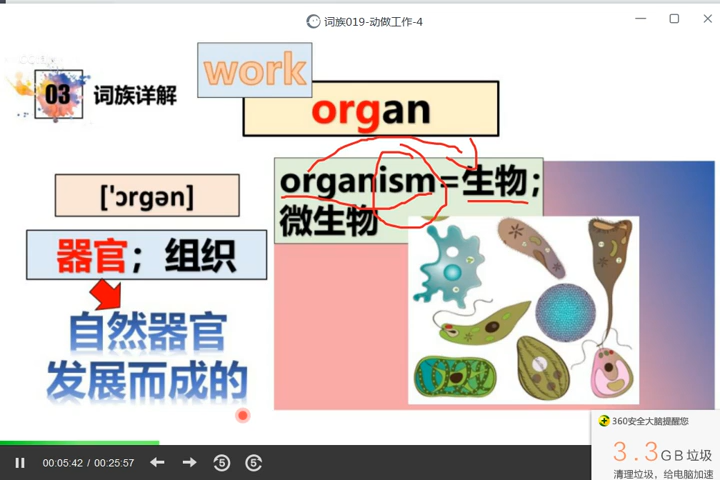 词族019-动做工作-4
work
03
词族详解
organ
['ɔrgən]
organism=生物；
微生物
器官；组织
自然器官
发展而成的
360安全大脑提醒您
3.3GB垃圾
清理垃圾，给电脑加速
00:05:42 / 00:25:57
5
5